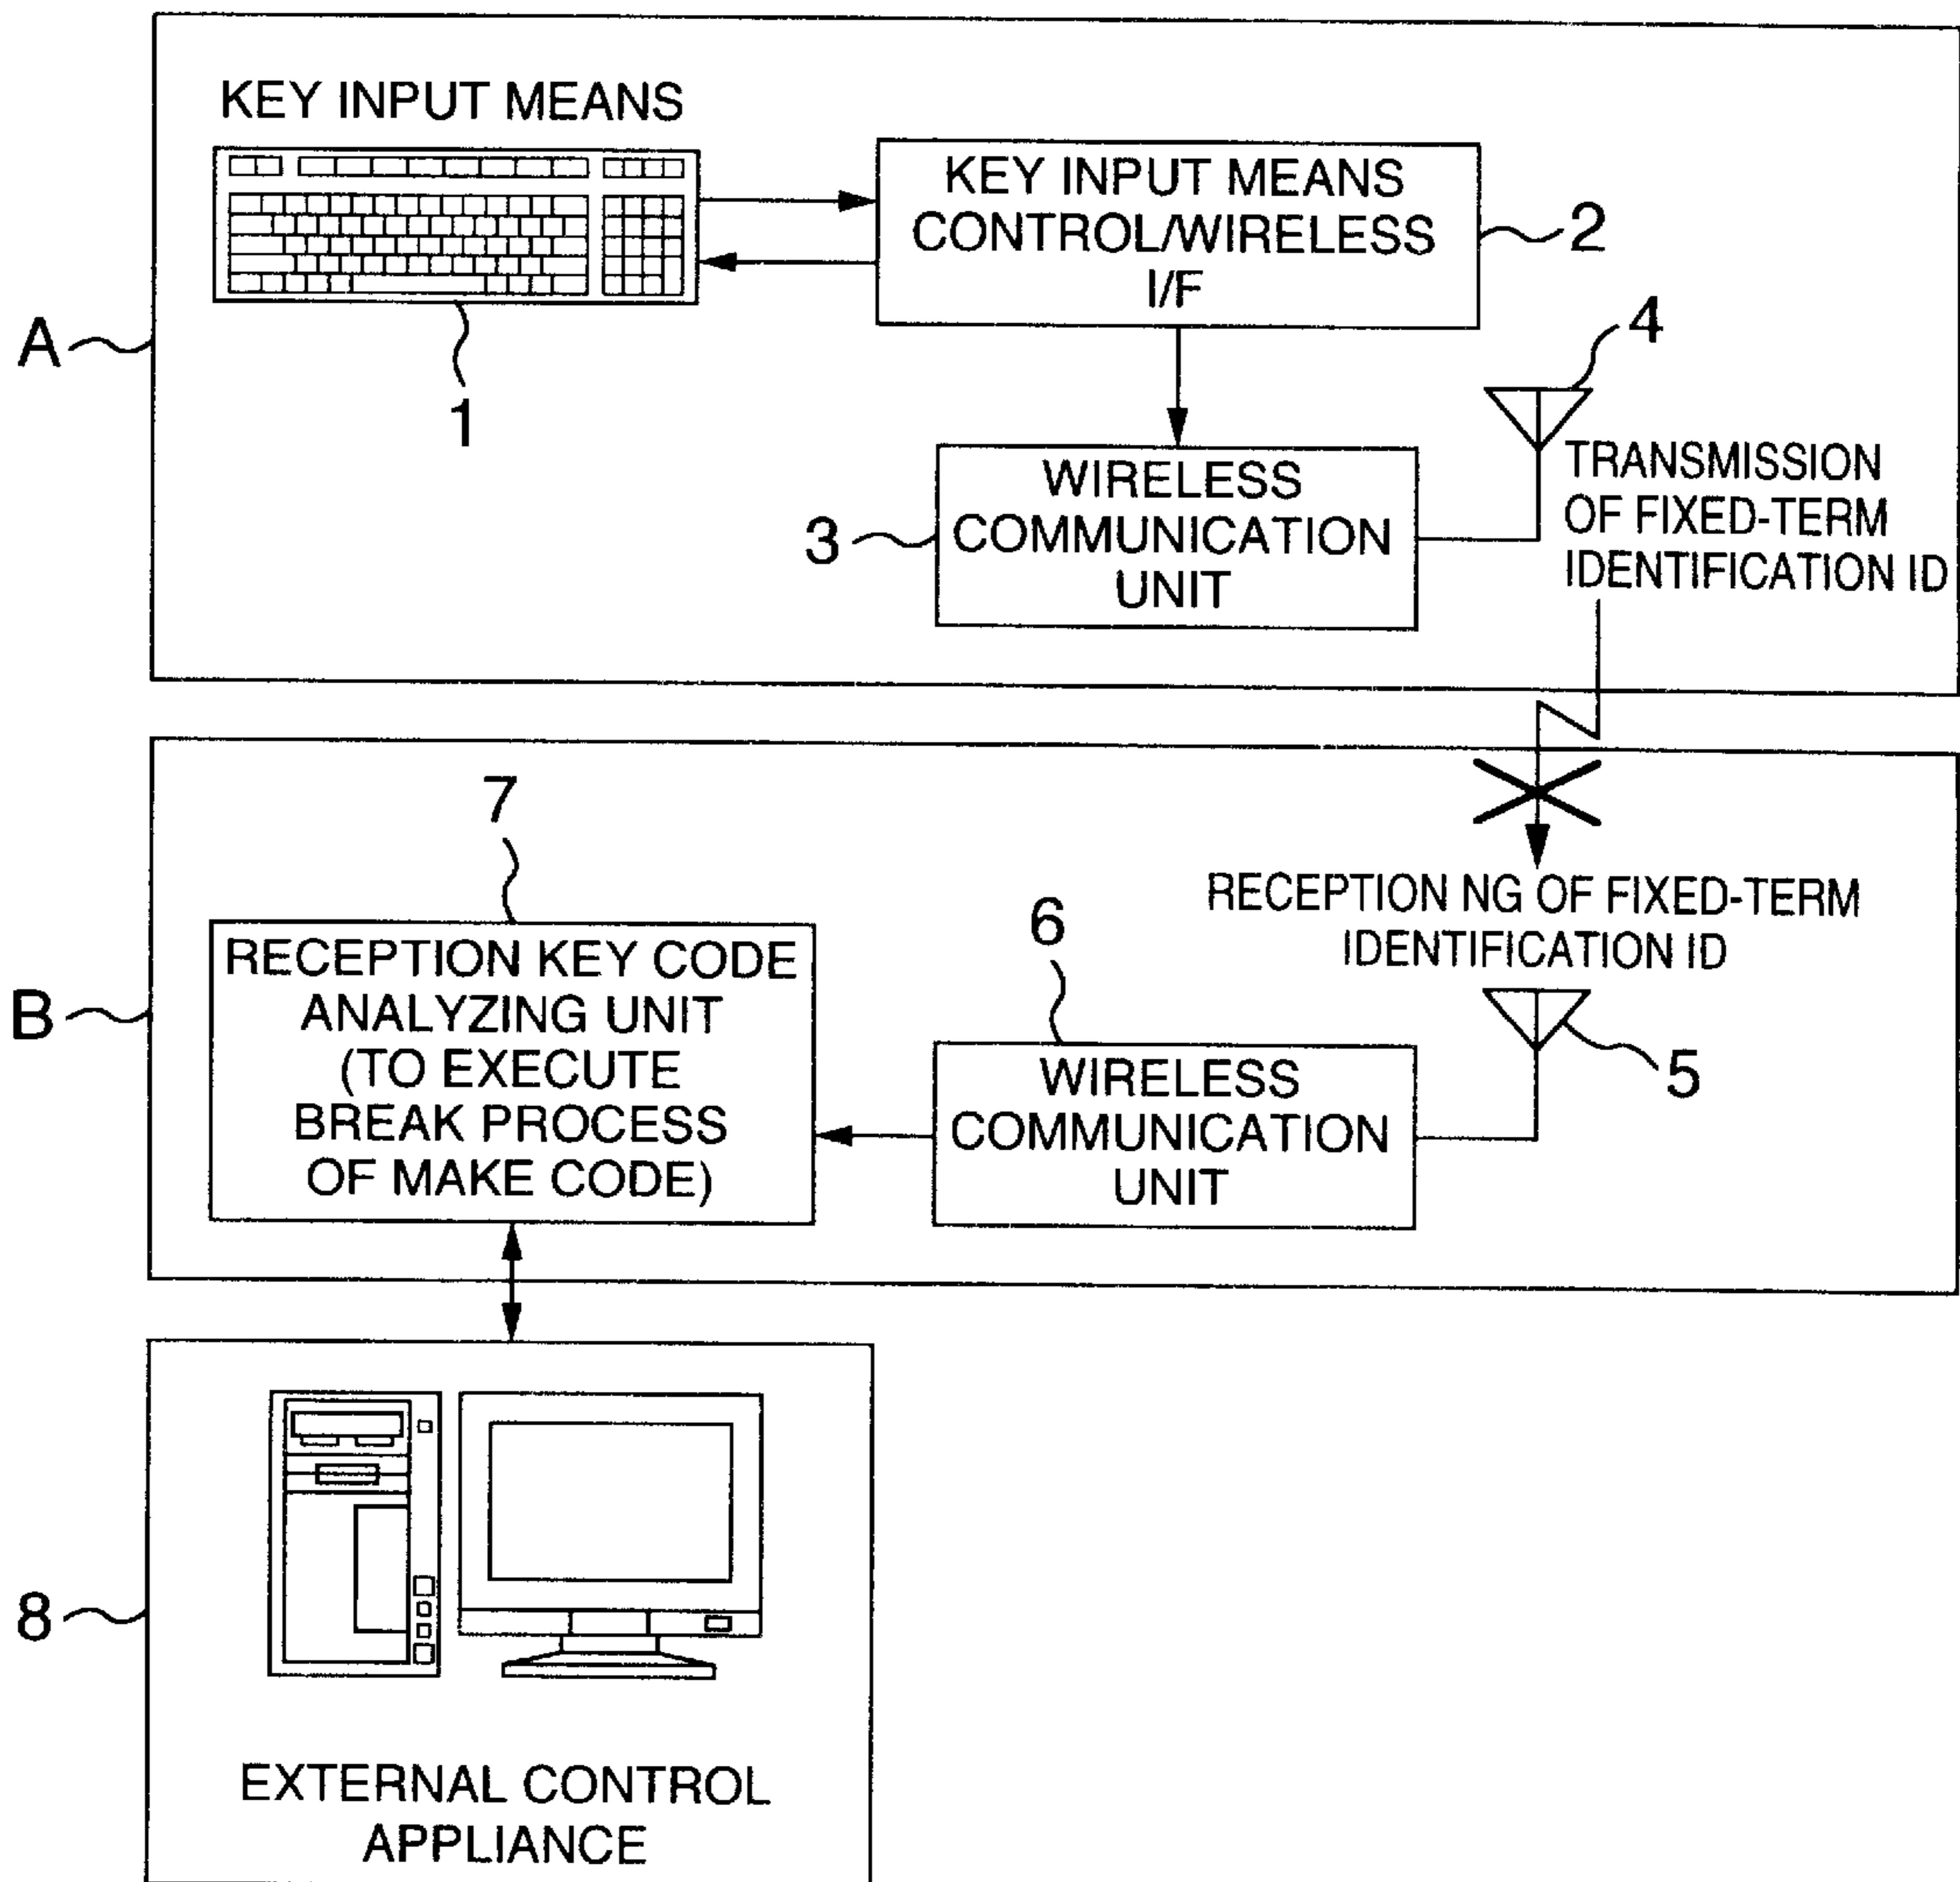 KEY INPUT MEANS
KEY INPUT MEANS
CONTROL/WIRELESS
I/F
2
4
A
1
TRANSMISSION
OF FIXED-TERM
IDENTIFICATION ID
WIRELESS
COMMUNICATION
UNIT
3
7
RECEPTION NG OF FIXED-TERM
IDENTIFICATION ID
6
RECEPTION KEY CODE
ANALYZING UNIT
(TO EXECUTE
BREAK PROCESS
OF MAKE CODE)
B
WIRELESS
COMMUNICATION
UNIT
5
8
EXTERNAL CONTROL
APPLIANCE